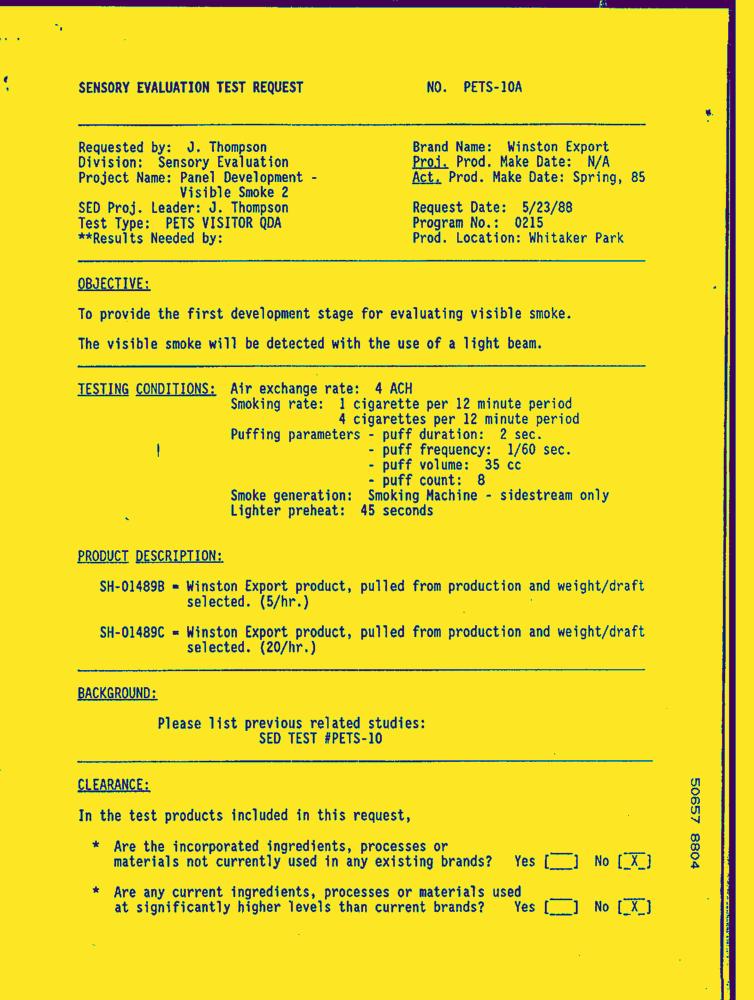 SENSORY EVALUATION TEST REQUEST NO. PETS-10A
Requested by: J. Thompson Brand Name: Winston Export
Division: Sensory Evaluation Proj. Prod. Make Date: N/A
Project Name: Panel Development - Act. Prod. Make Date: Spring, 85
Visible Smoke 2
SED Proj. Leader: J. Thompson Request Date: 5/23/88
Test Type: PETS VISITOR QDA Program No.: 0215
**Results Needed by: Prod. Location: Whitaker Park
OBJECTIVE:
To provide the first development stage for evaluating visible smoke.
The visible smoke will be detected with the use of a light beam.
TESTING CONDITIONS: Air exchange rate: 4 ACH
Smoking rate: 1 cigarette per 12 minute period
4 cigarettes per 12 minute period
Puffing parameters - puff duration: 2 sec.
- puff frequency: 1/60 sec.
- puff volume: 35 cc
- puff count: 8
Smoke generation: Smoking Machine - sidestream only
Lighter preheat: 45 seconds
PRODUCT DESCRIPTION:
SH-01489B = Winston Export product, pulled from production and weight/draft
selected. (5/hr.)
SH-01489C = Winston Export product, pulled from production and weight/draft
selected. (20/hr.)
BACKGROUND:
Please list previous related studies:
SED TEST #PETS-10
CLEARANCE:
In the test products included in this request,
* Are the incorporated ingredients, processes or
materials not currently used in any existing brands? Yes [__] No [_X_]
* Are any current ingredients, processes or materials used
at significantly higher levels than current brands? Yes [__] No [_X_]
50657 8804